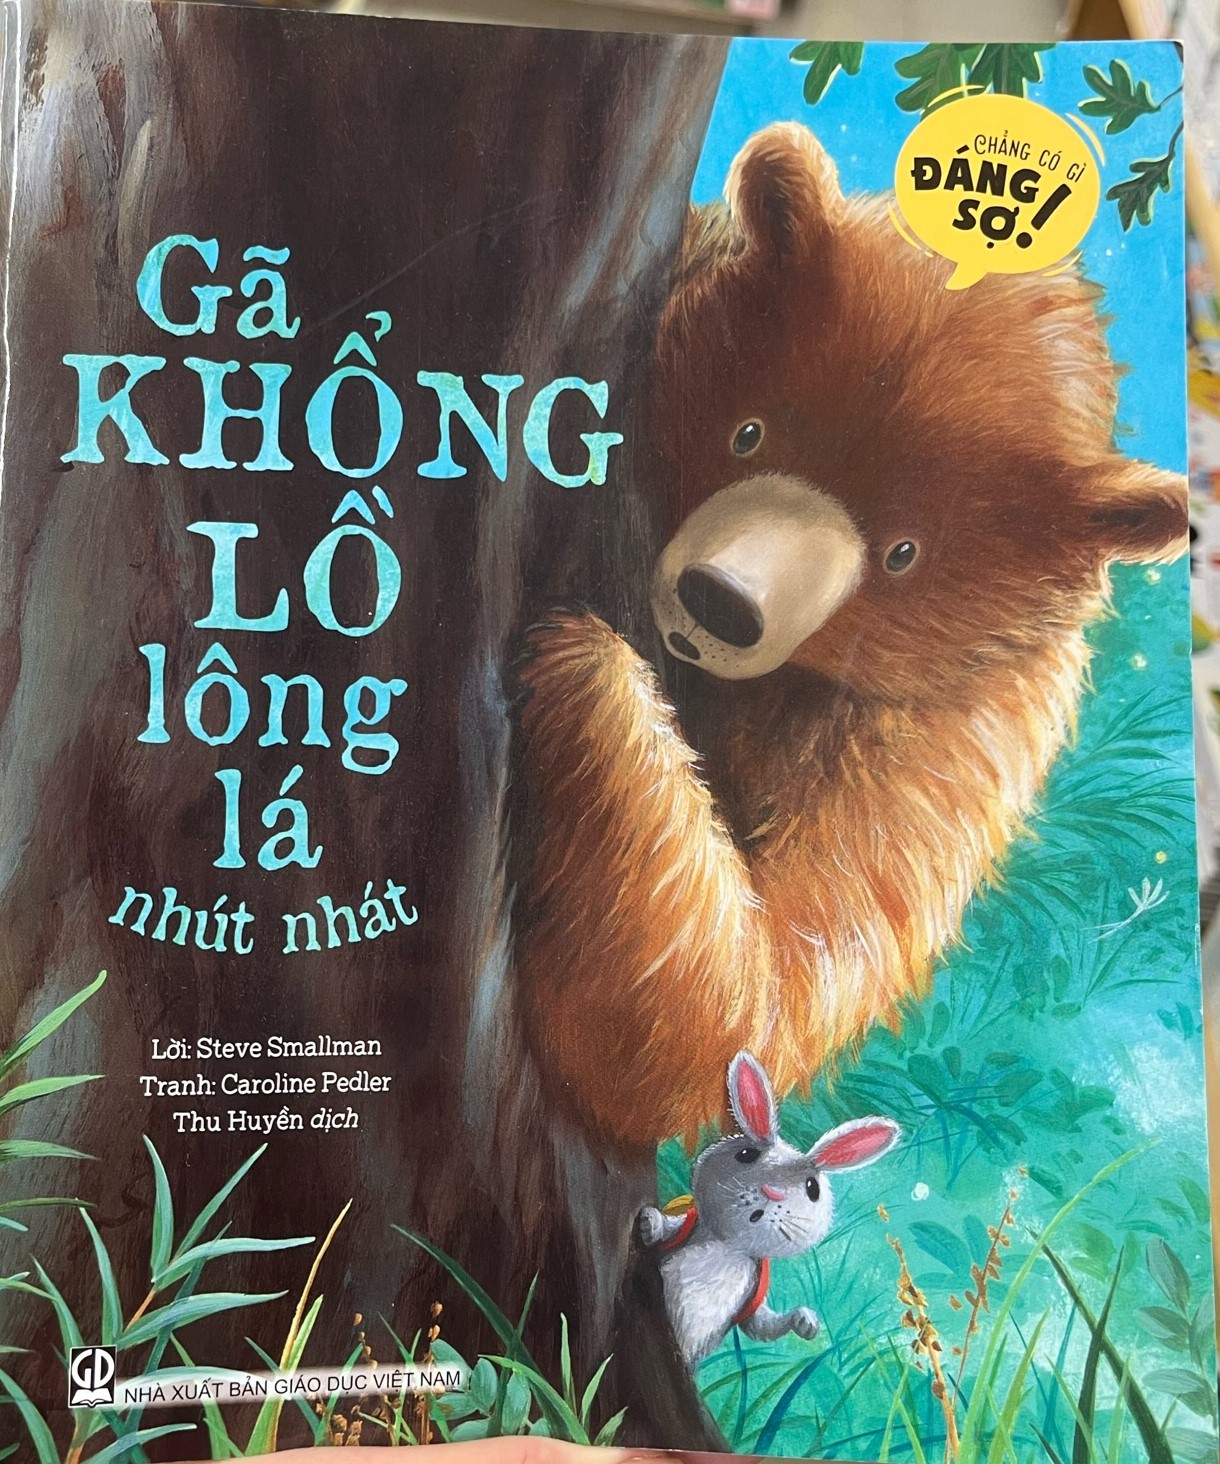 CHẲNG CÓ GÌ
ĐÁNG
SỢ!
Gã
KHỔNG
LỒ
lông
lá
nhút nhát
Lời: Steve Smallman
Tranh: Caroline Pedler
Thu Huyền dịch
GD
NHÀ XUẤT BẢN GIÁO DỤC VIỆT NAM